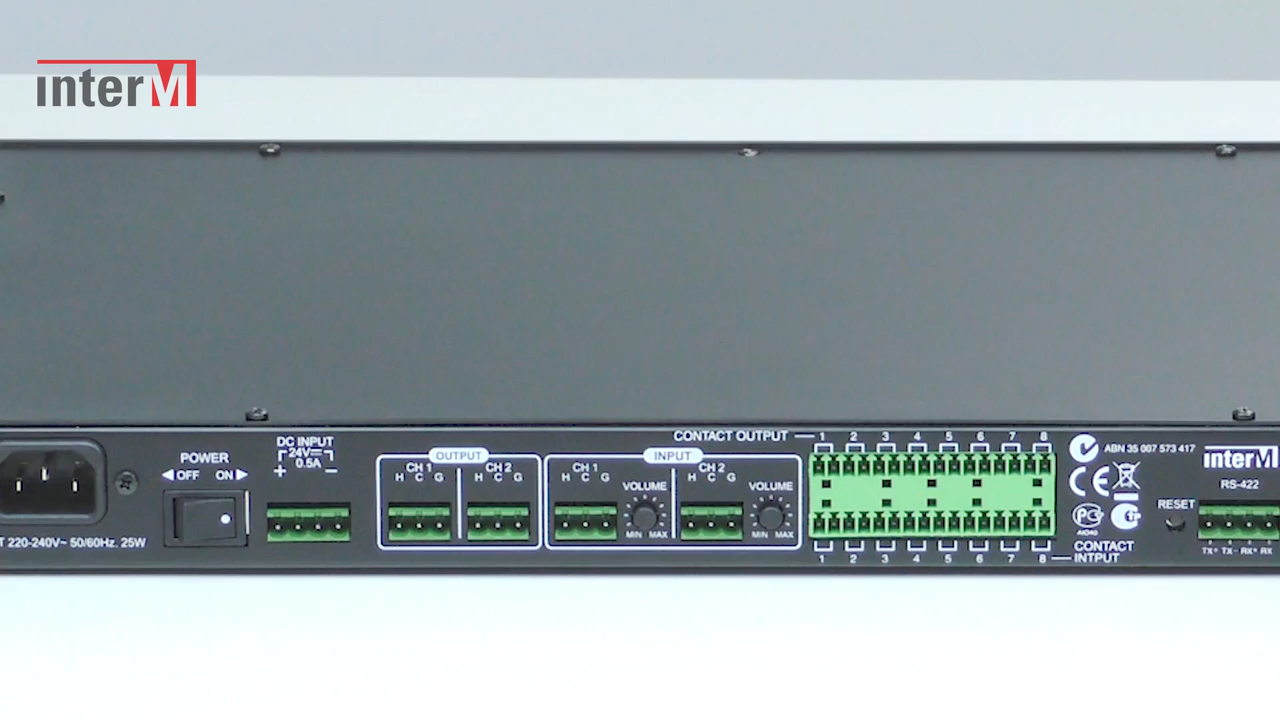 interM
POWER
◀OFF ON▶
T 220-240V~ 50/60Hz, 25W
DC INPUT
24V
0.5A
+ −
OUTPUT
CH 1
H C G
CH 2
H C G
INPUT
CH 1
H C G
VOLUME
MIN MAX
CH 2
H C G
VOLUME
MIN MAX
CONTACT OUTPUT
1 2 3 4 5 6 7 8
1 2 3 4 5 6 7 8
CONTACT
INTPUT
ABN 35 007 573 417
CE
interM
RS-422
RESET
TX+ TX- RX+ RX